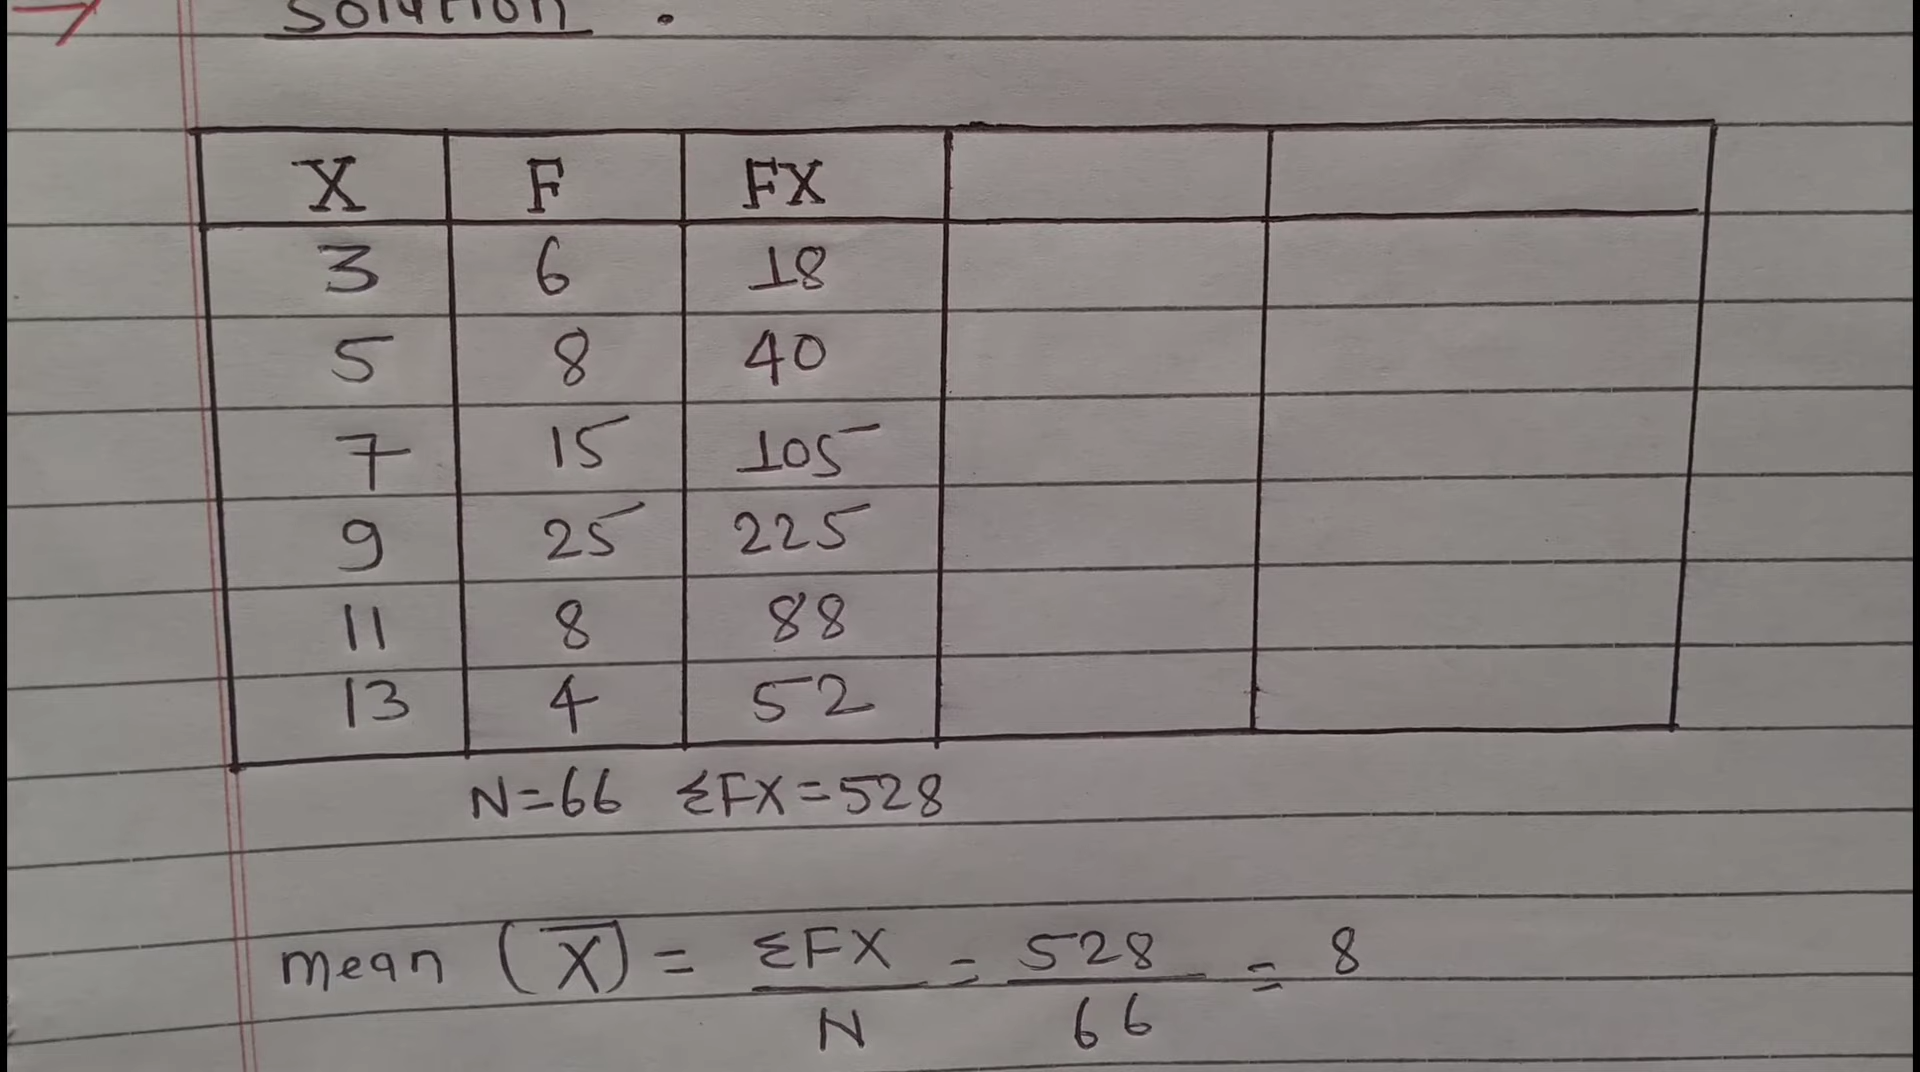 Solution .
X F FX
3 6 18
5 8 40
7 15 105
9 25 225
11 8 88
13 4 52
N=66 ΣFX=528
mean (X̅) = ΣFX/N = 528/66 = 8